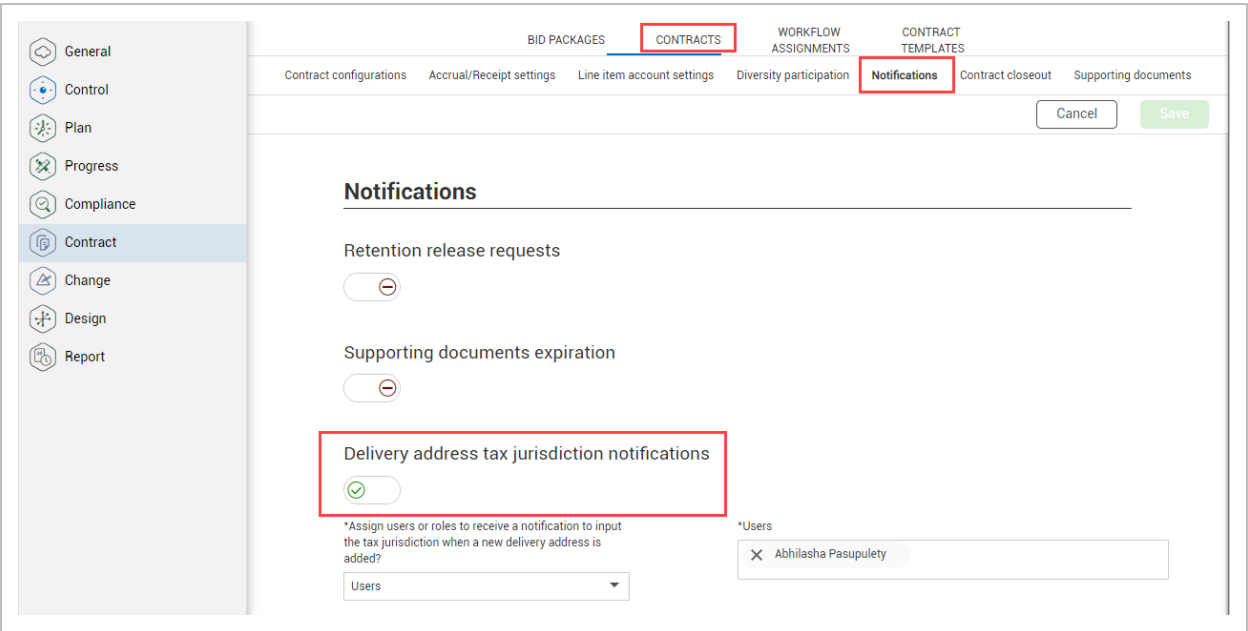 General
Control
Plan
Progress
Compliance
Contract
Change
Design
Report
BID PACKAGES
CONTRACTS
WORKFLOW
ASSIGNMENTS
CONTRACT
TEMPLATES
Contract configurations
Accrual/Receipt settings
Line item account settings
Diversity participation
Notifications
Contract closeout
Supporting documents
Cancel
Save
Notifications
Retention release requests
Supporting documents expiration
Delivery address tax jurisdiction notifications
*Assign users or roles to receive a notification to input
the tax jurisdiction when a new delivery address is
added?
Users
*Users
Abhilasha Pasupulety